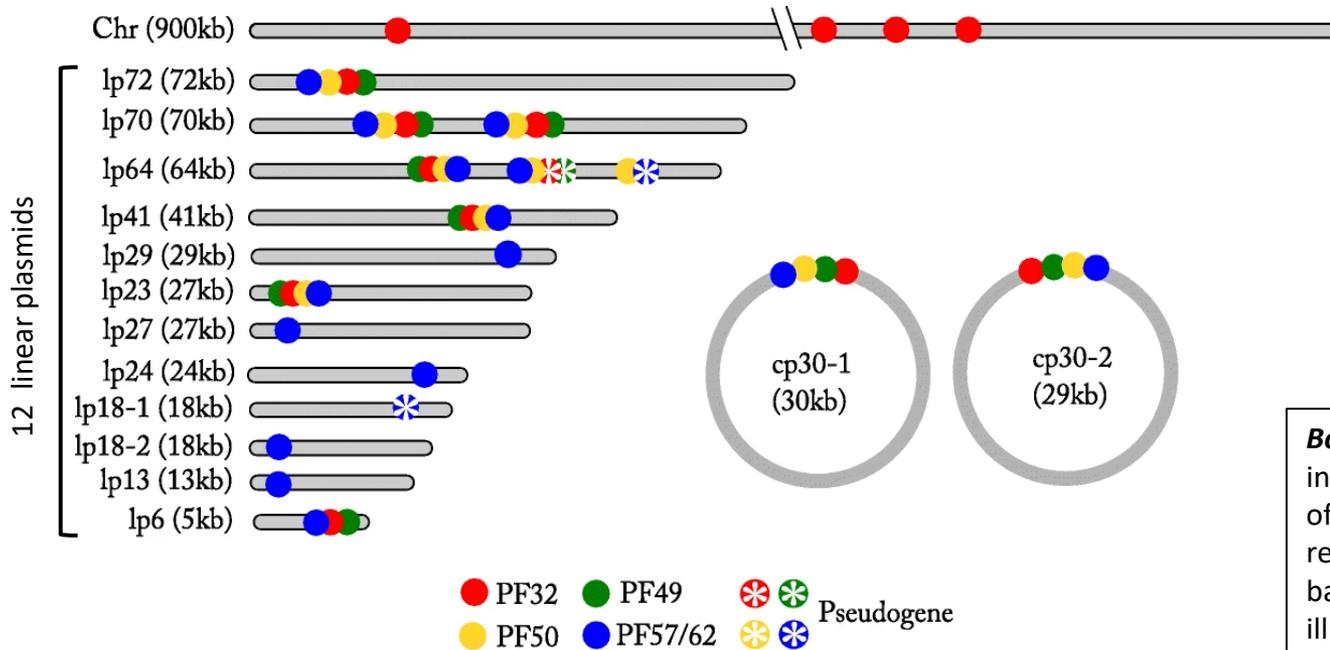 Chr (900kb)
lp72 (72kb)
lp70 (70kb)
lp64 (64kb)
lp41 (41kb)
lp29 (29kb)
lp23 (27kb)
lp27 (27kb)
lp24 (24kb)
lp18-1 (18kb)
lp18-2 (18kb)
lp13 (13kb)
lp6 (5kb)
12 linear plasmids
cp30-1
(30kb)
cp30-2
(29kb)
PF32
PF49
PF50
PF57/62
Pseudogene
in
of
re
ba
ill